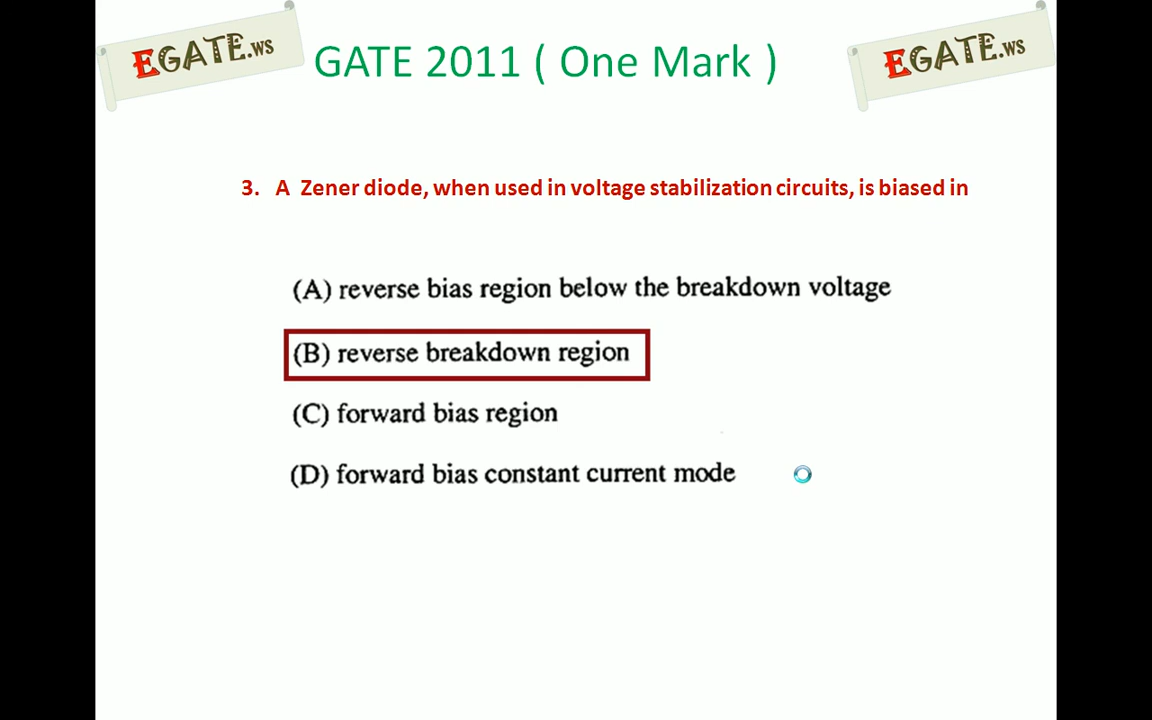 EGATE.ws
GATE 2011 ( One Mark )
EGATE.ws
3. A Zener diode, when used in voltage stabilization circuits, is biased in
(A) reverse bias region below the breakdown voltage
(B) reverse breakdown region
(C) forward bias region
(D) forward bias constant current mode